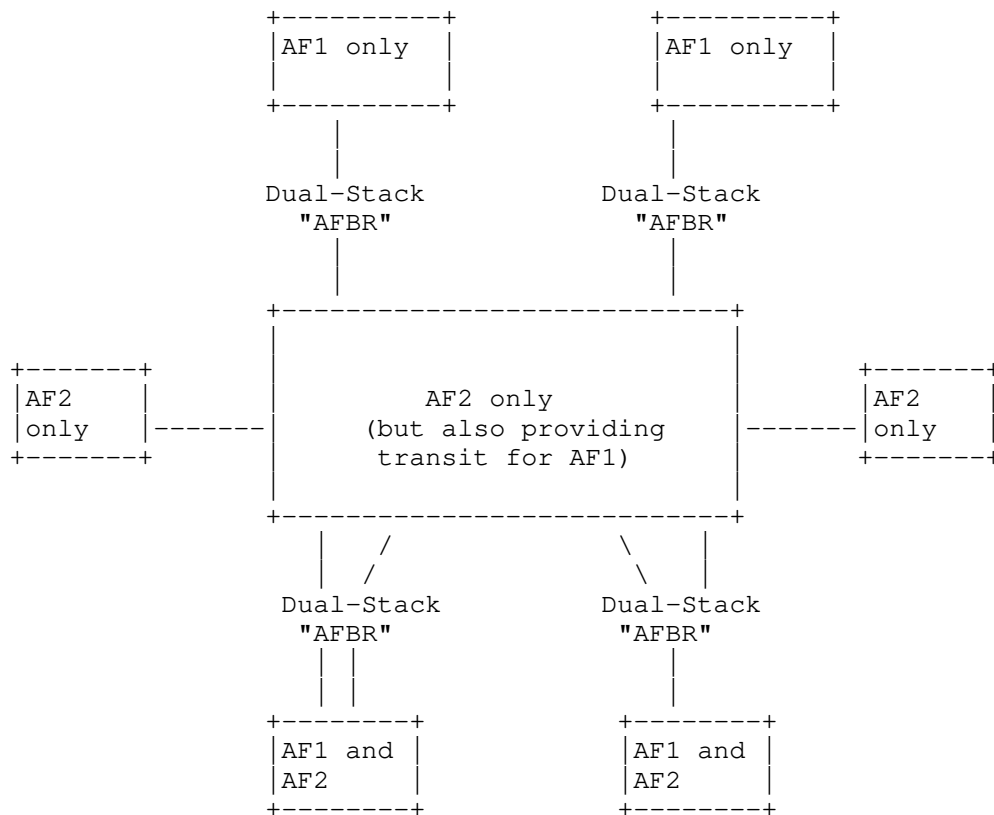 AF1 only
AF1 only
Dual-Stack
"AFBR"
Dual-Stack
"AFBR"
AF2
only
AF2 only
(but also providing
transit for AF1)
AF2
only
Dual-Stack
"AFBR"
Dual-Stack
"AFBR"
AF1 and
AF2
AF1 and
AF2